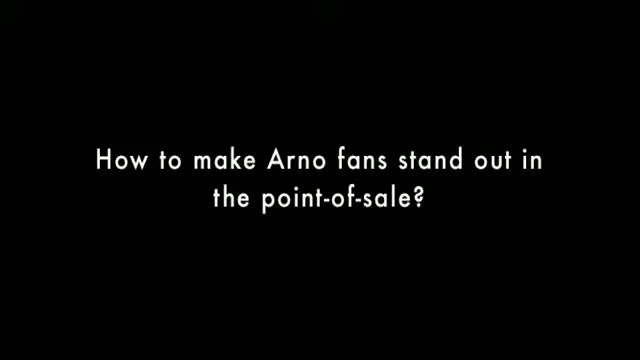 How to make Arno fans stand out in
the point-of-sale?